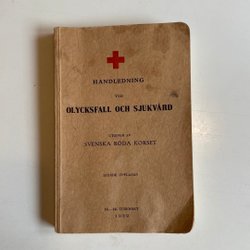 HANDLEDNING
VID
OLYCKSFALL OCH SJUKVÅRD
UTGIVEN AV
SVENSKA RÖDA KORSET